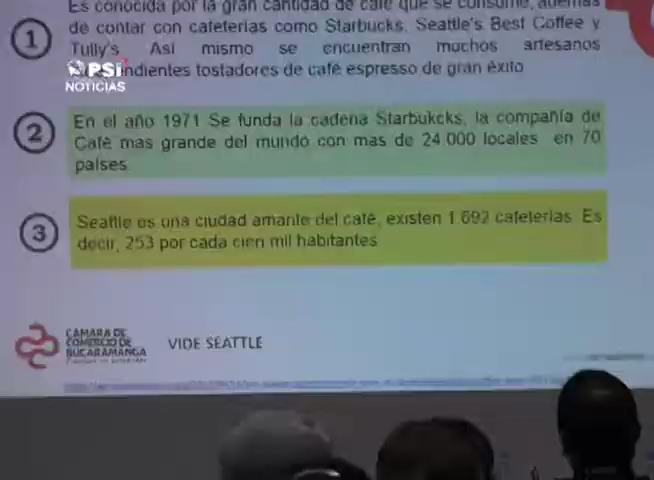 Es conocida por la gran cantidad de café que se consume, además
de contar con cafeterías como Starbucks, Seattle's Best Coffee y
1
Tully's. Así mismo se encuentran muchos artesanos
PSi ndientes tostadores de café espresso de gran éxito
NOTICIAS
En el año 1971 Se funda la cadena Starbukcks, la compañía de
2
Café mas grande del mundo con mas de 24.000 locales en 70
países
Seattle es una ciudad amante del café, existen 1.692 cafeterías. Es
3
decir, 253 por cada cien mil habitantes
CÁMARA DE
COMERCIO DE
BUCARAMANGA
VIDE SEATTLE